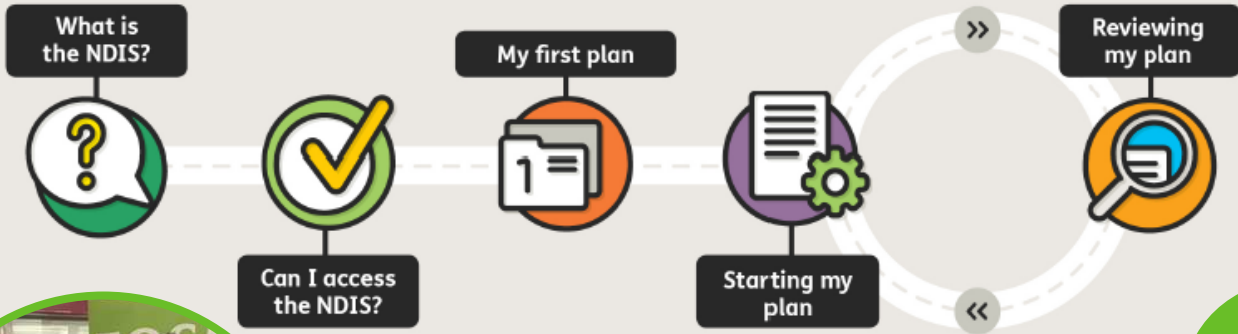 What is
the NDIS?
Can I access
the NDIS?
My first plan
1
Starting my
plan
»
«
Reviewing
my plan